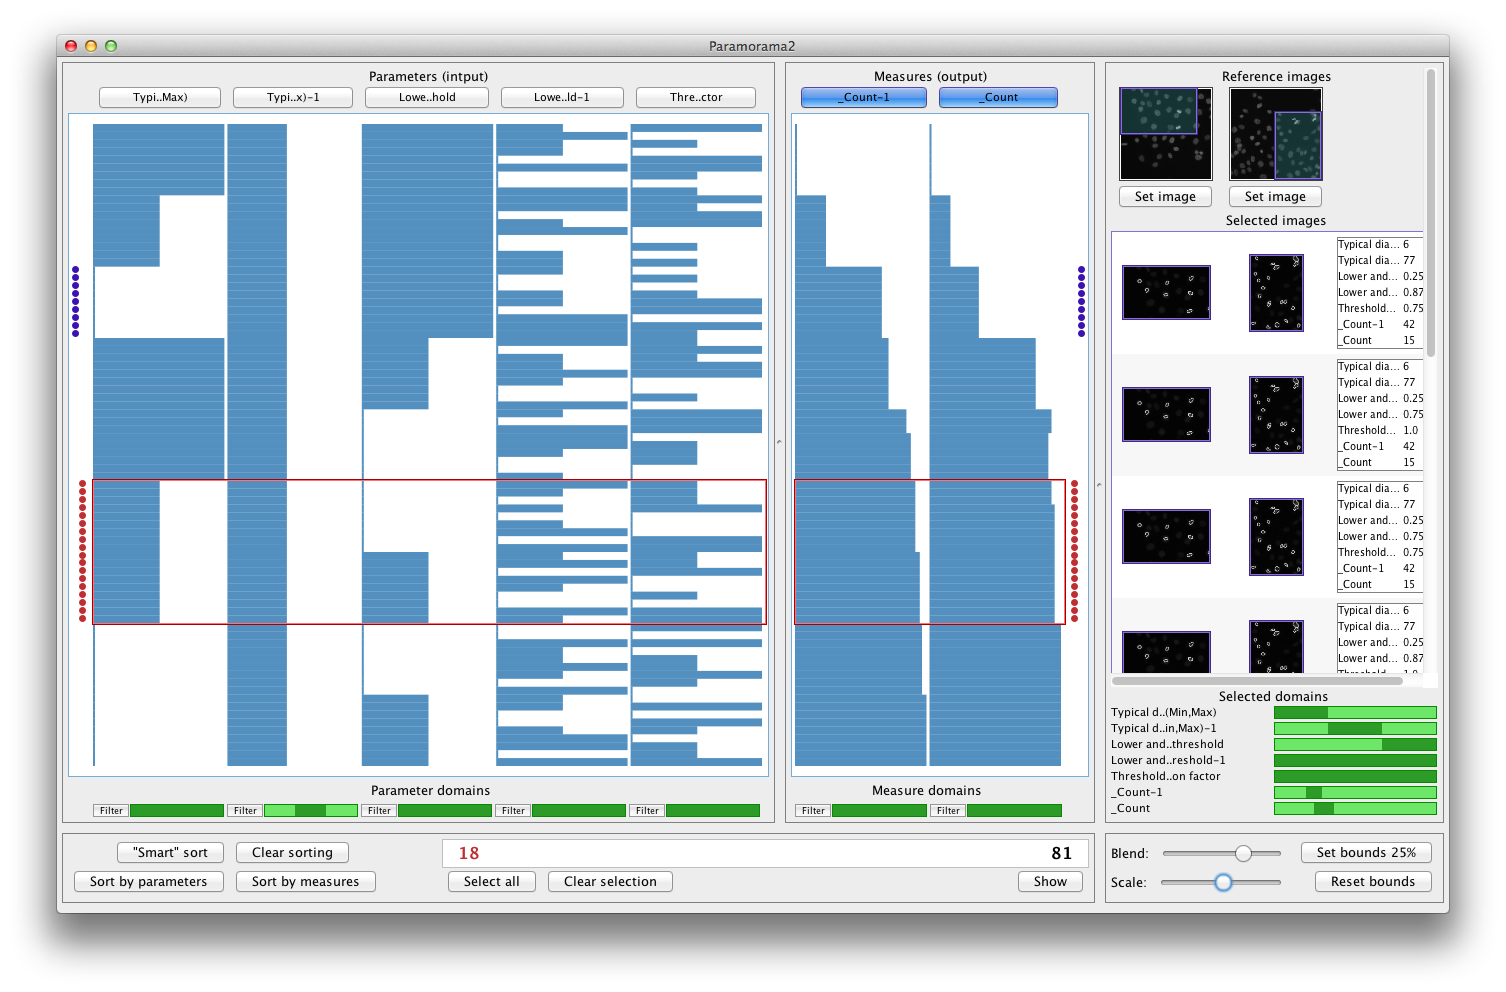 Paramorama2
Parameters (intput)
Typi..Max)
Typi..x)-1
Lowe..hold
Lowe..ld-1
Thre..ctor
Parameter domains
Filter
Filter
Filter
Filter
Filter
Measures (output)
_Count-1
_Count
Measure domains
Filter
Filter
Reference images
Set image
Set image
Selected images
Typical dia... 6
Typical dia... 77
Lower and... 0.25
Lower and... 0.87
Threshold... 0.75
_Count-1 42
_Count 15
Typical dia... 6
Typical dia... 77
Lower and... 0.25
Lower and... 0.75
Threshold... 1.0
_Count-1 42
_Count 15
Typical dia... 6
Typical dia... 77
Lower and... 0.25
Lower and... 0.75
Threshold... 0.75
_Count-1 42
_Count 15
Typical dia... 6
Typical dia... 77
Lower and... 0.25
Lower and... 0.87
Threshold... 1.0
Selected domains
Typical d..(Min,Max)
Typical d..in,Max)-1
Lower and..threshold
Lower and..reshold-1
Threshold..on factor
_Count-1
_Count
"Smart" sort
Clear sorting
Sort by parameters
Sort by measures
18
81
Select all
Clear selection
Show
Blend:
Set bounds 25%
Scale:
Reset bounds